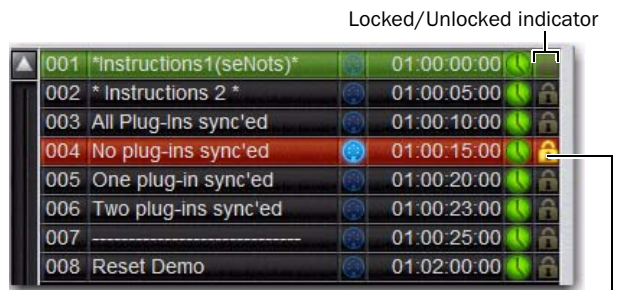 Locked/Unlocked indicator
001 *Instructions1(seNots)* 01:00:00:00
002 * Instructions 2 * 01:00:05:00
003 All Plug-Ins sync'ed 01:00:10:00
004 No plug-ins sync'ed 01:00:15:00
005 One plug-in sync'ed 01:00:20:00
006 Two plug-ins sync'ed 01:00:23:00
007 ------------------------------ 01:00:25:00
008 Reset Demo 01:02:00:00